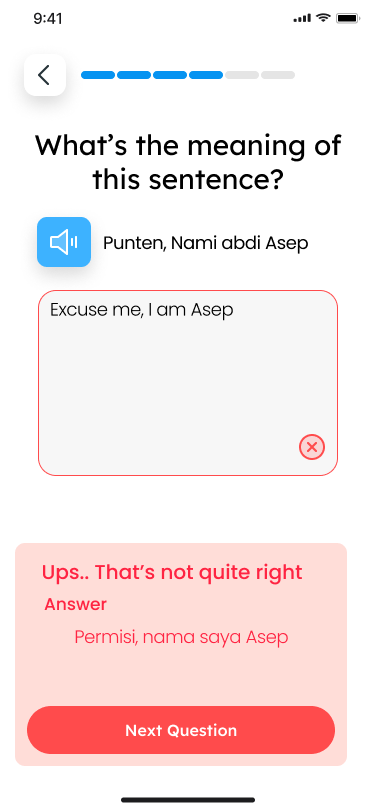 9:41
What's the meaning of
this sentence?
Punten, Nami abdi Asep
Excuse me, I am Asep
Ups.. That's not quite right
Answer
Permisi, nama saya Asep
Next Question